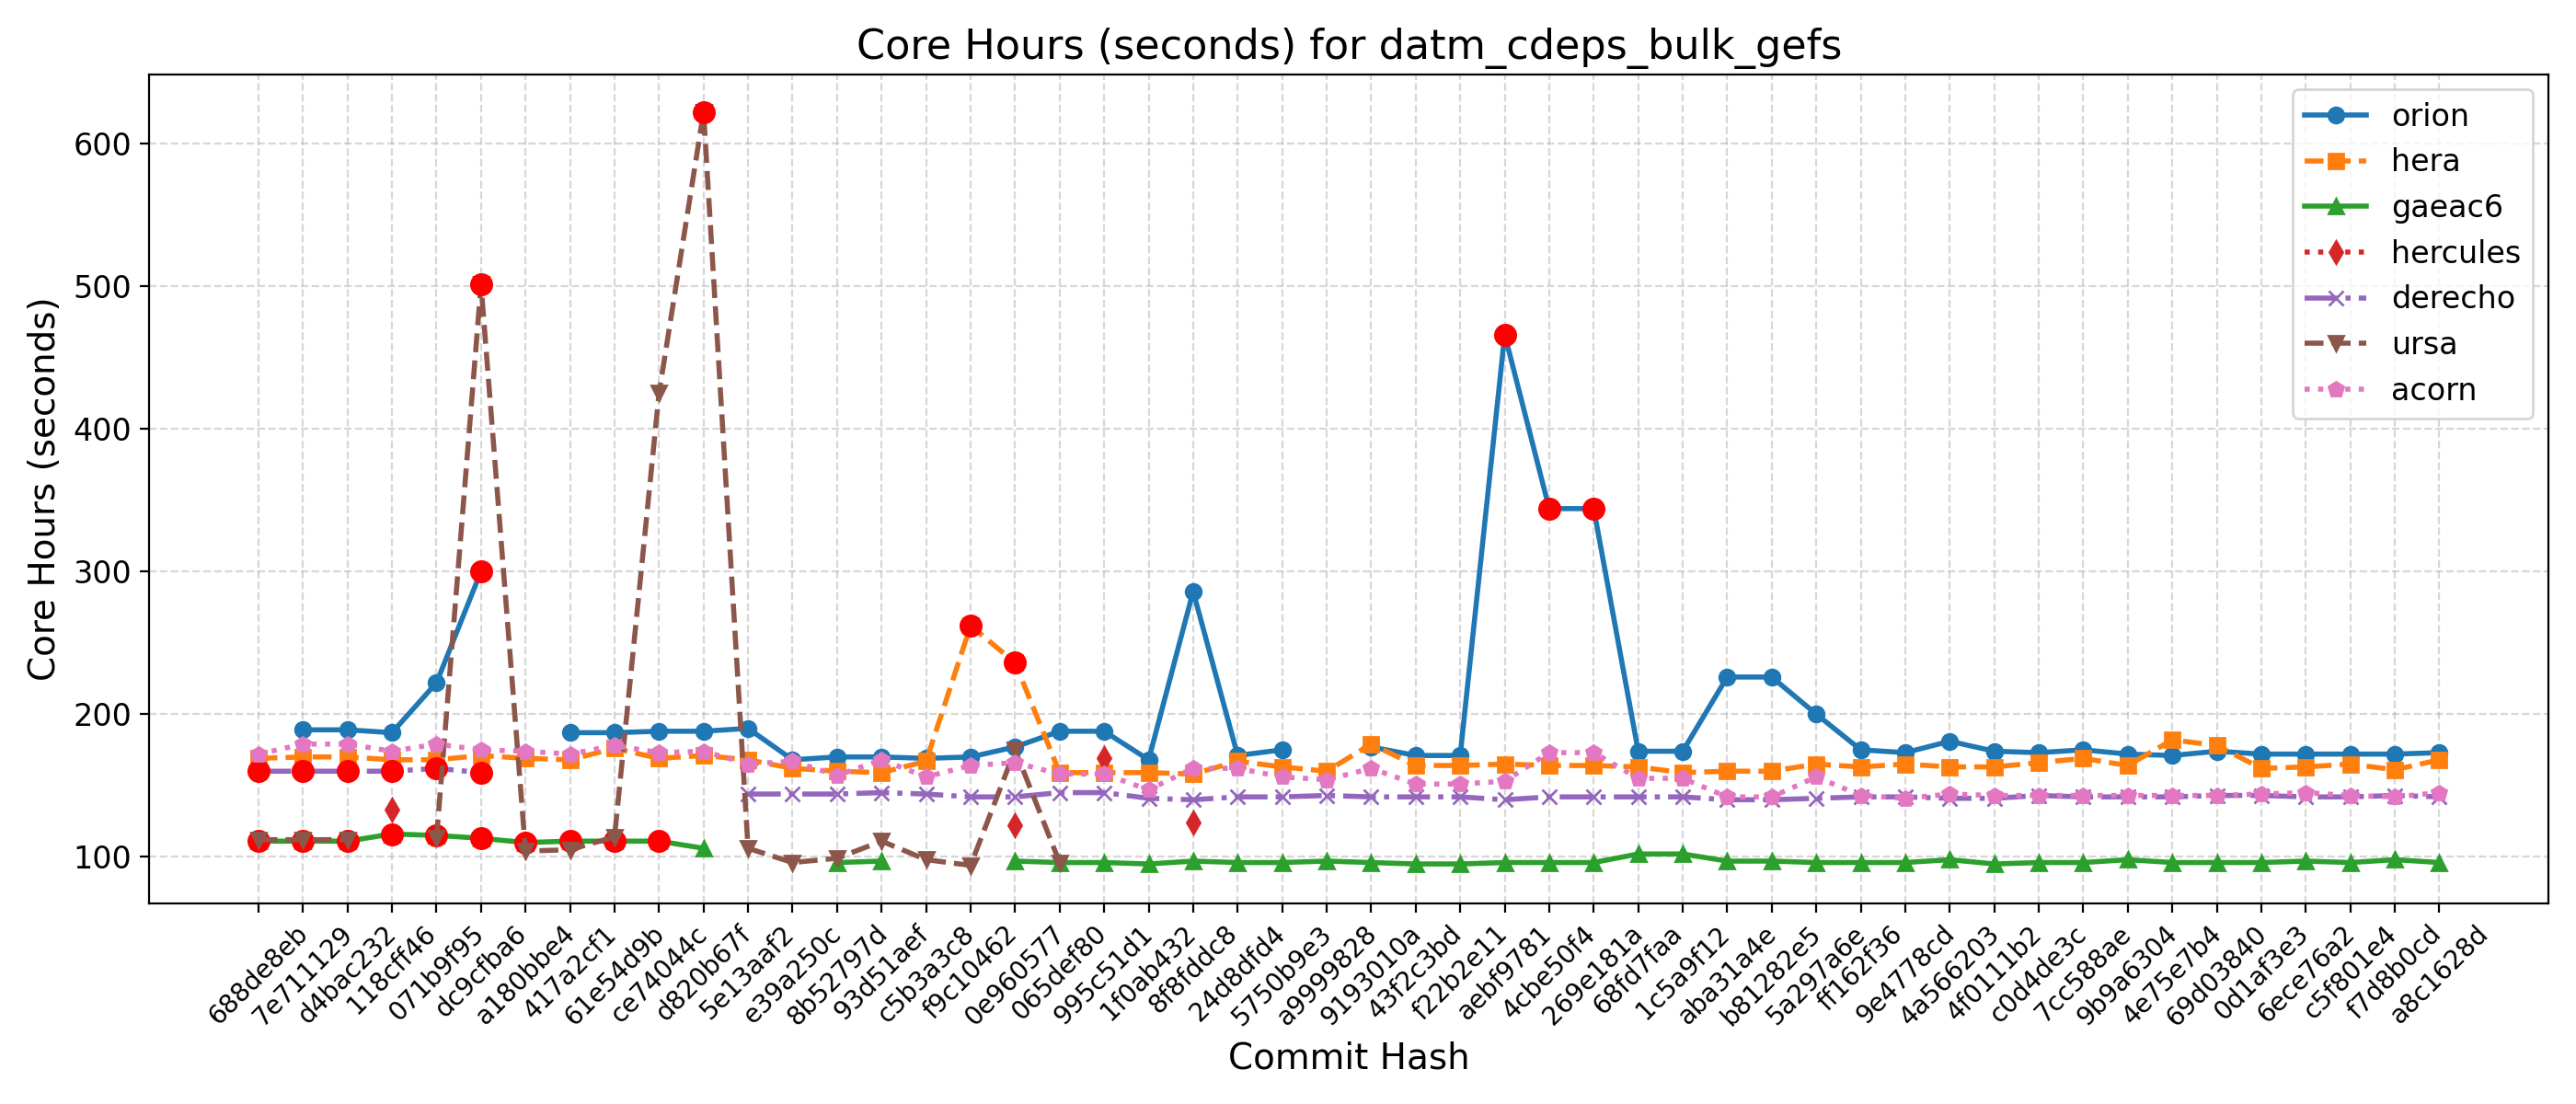 Core Hours (seconds) for datm_cdeps_bulk_gefs
Core Hours (seconds)
600
500
400
300
200
100
orion
hera
gaeac6
hercules
derecho
ursa
acorn
688de8eb
7e711129
d4bac232
118cff46
071b9f95
dc9cfba6
a180bbe4
417a2cf1
61e54d9b
ce74044c
d820b67f
5e13aaf2
e39a250c
8b52797d
93d51aef
c5b3a3c8
f9c10462
0e960577
065def80
995c51d1
1f0ab432
8f8fddc8
24d8dfd4
5750b9e3
a9999828
9193010a
43f2c3bd
f22b2e11
aebf9781
4cbe50f4
269e181a
68fd7faa
1c5a9f12
aba31a4e
b81282e5
5a297a6e
ff162f36
9e4778cd
4a566203
4f0111b2
c0d4de3c
7cc588ae
9b9a6304
4e75e7b4
69d03840
0d1af3e3
6ece76a2
c5f801e4
f7d8b0cd
a8c1628d
Commit Hash